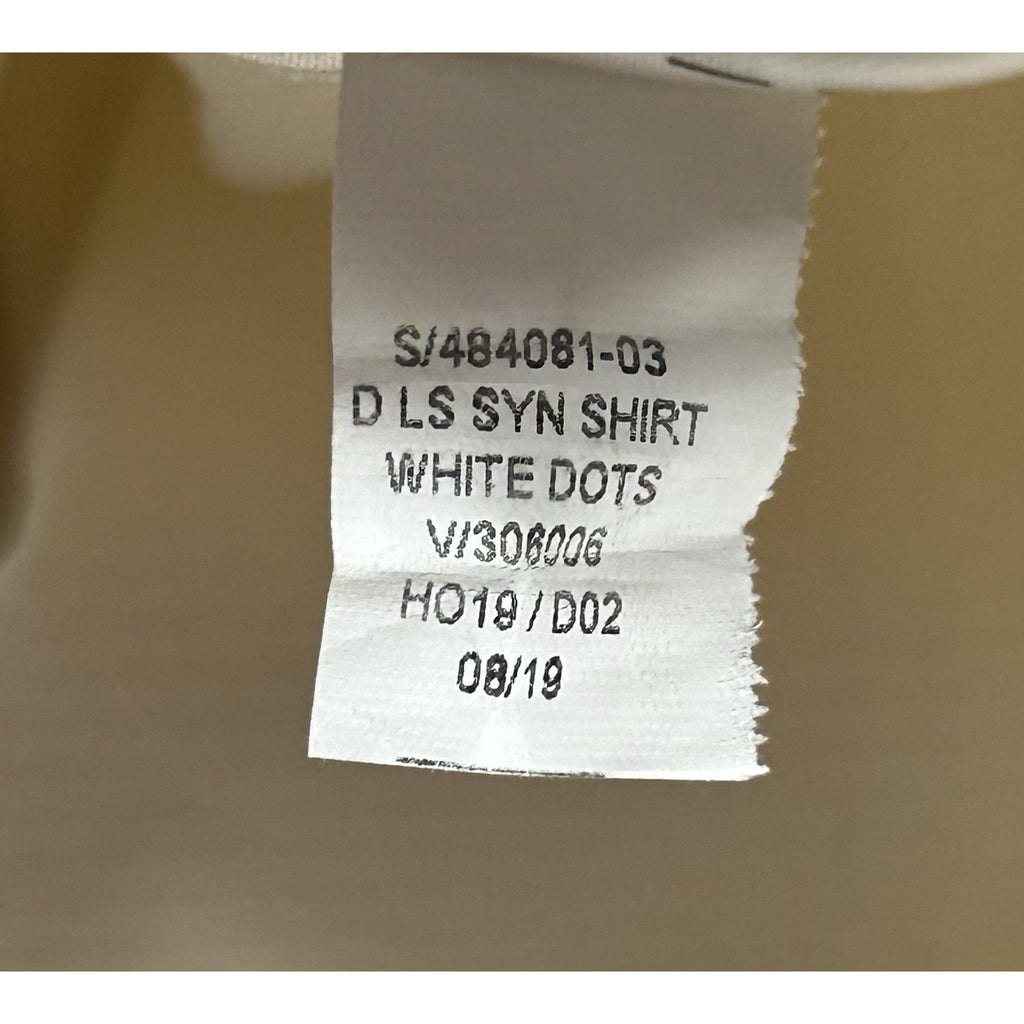 S/484081-03
D LS SYN SHIRT
WHITE DOTS
V/306006
HO19 / D02
08/19